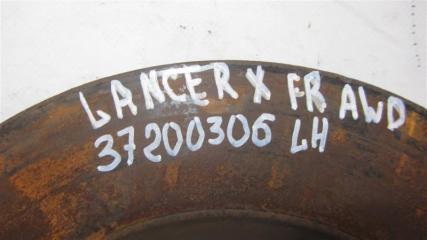 LANCER X FR AWD
37200306 LH